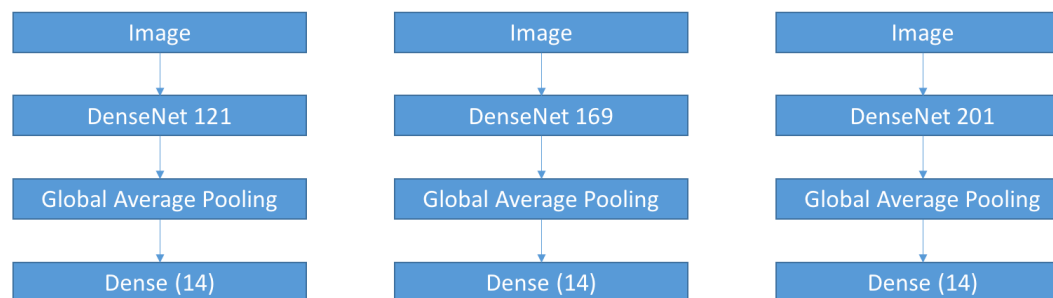 Image
DenseNet 121
Global Average Pooling
Dense (14)
Image
DenseNet 169
Global Average Pooling
Dense (14)
Image
DenseNet 201
Global Average Pooling
Dense (14)